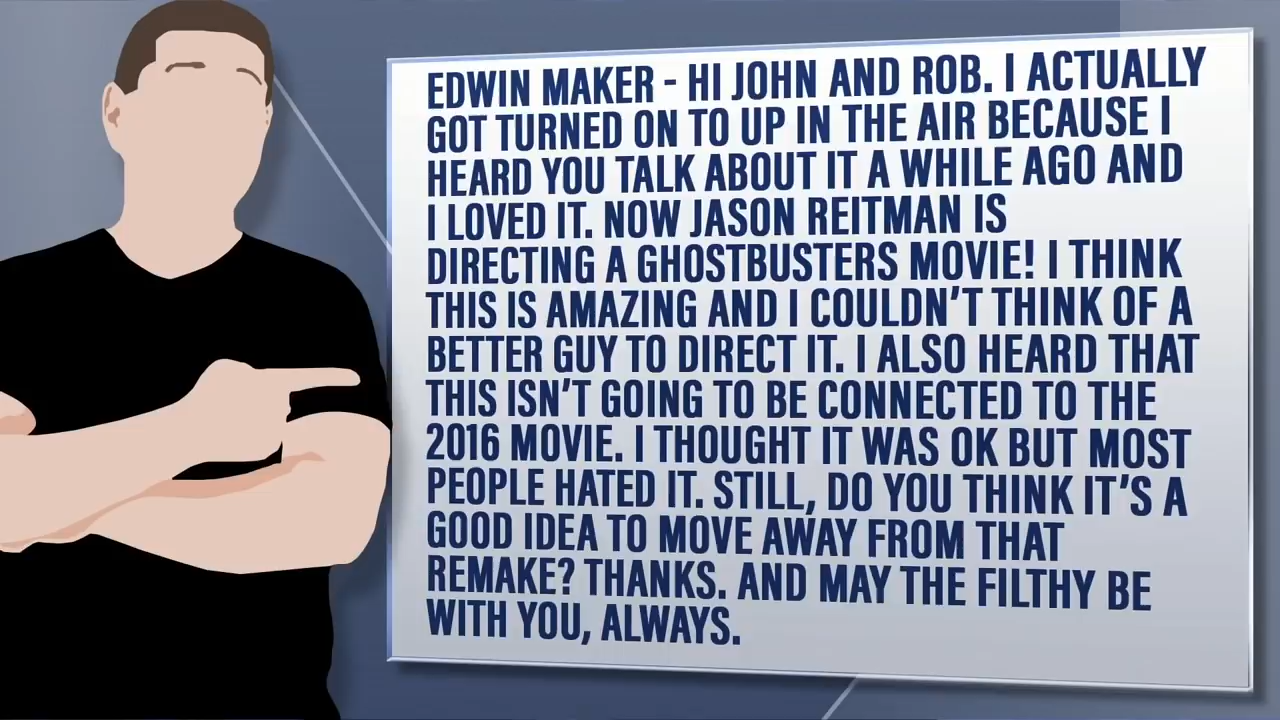 EDWIN MAKER - HI JOHN AND ROB. I ACTUALLY
GOT TURNED ON TO UP IN THE AIR BECAUSE I
HEARD YOU TALK ABOUT IT A WHILE AGO AND
I LOVED IT. NOW JASON REITMAN IS
DIRECTING A GHOSTBUSTERS MOVIE! I THINK
THIS IS AMAZING AND I COULDN'T THINK OF A
BETTER GUY TO DIRECT IT. I ALSO HEARD THAT
THIS ISN'T GOING TO BE CONNECTED TO THE
2016 MOVIE. I THOUGHT IT WAS OK BUT MOST
PEOPLE HATED IT. STILL, DO YOU THINK IT'S A
GOOD IDEA TO MOVE AWAY FROM THAT
REMAKE? THANKS. AND MAY THE FILTHY BE
WITH YOU, ALWAYS.